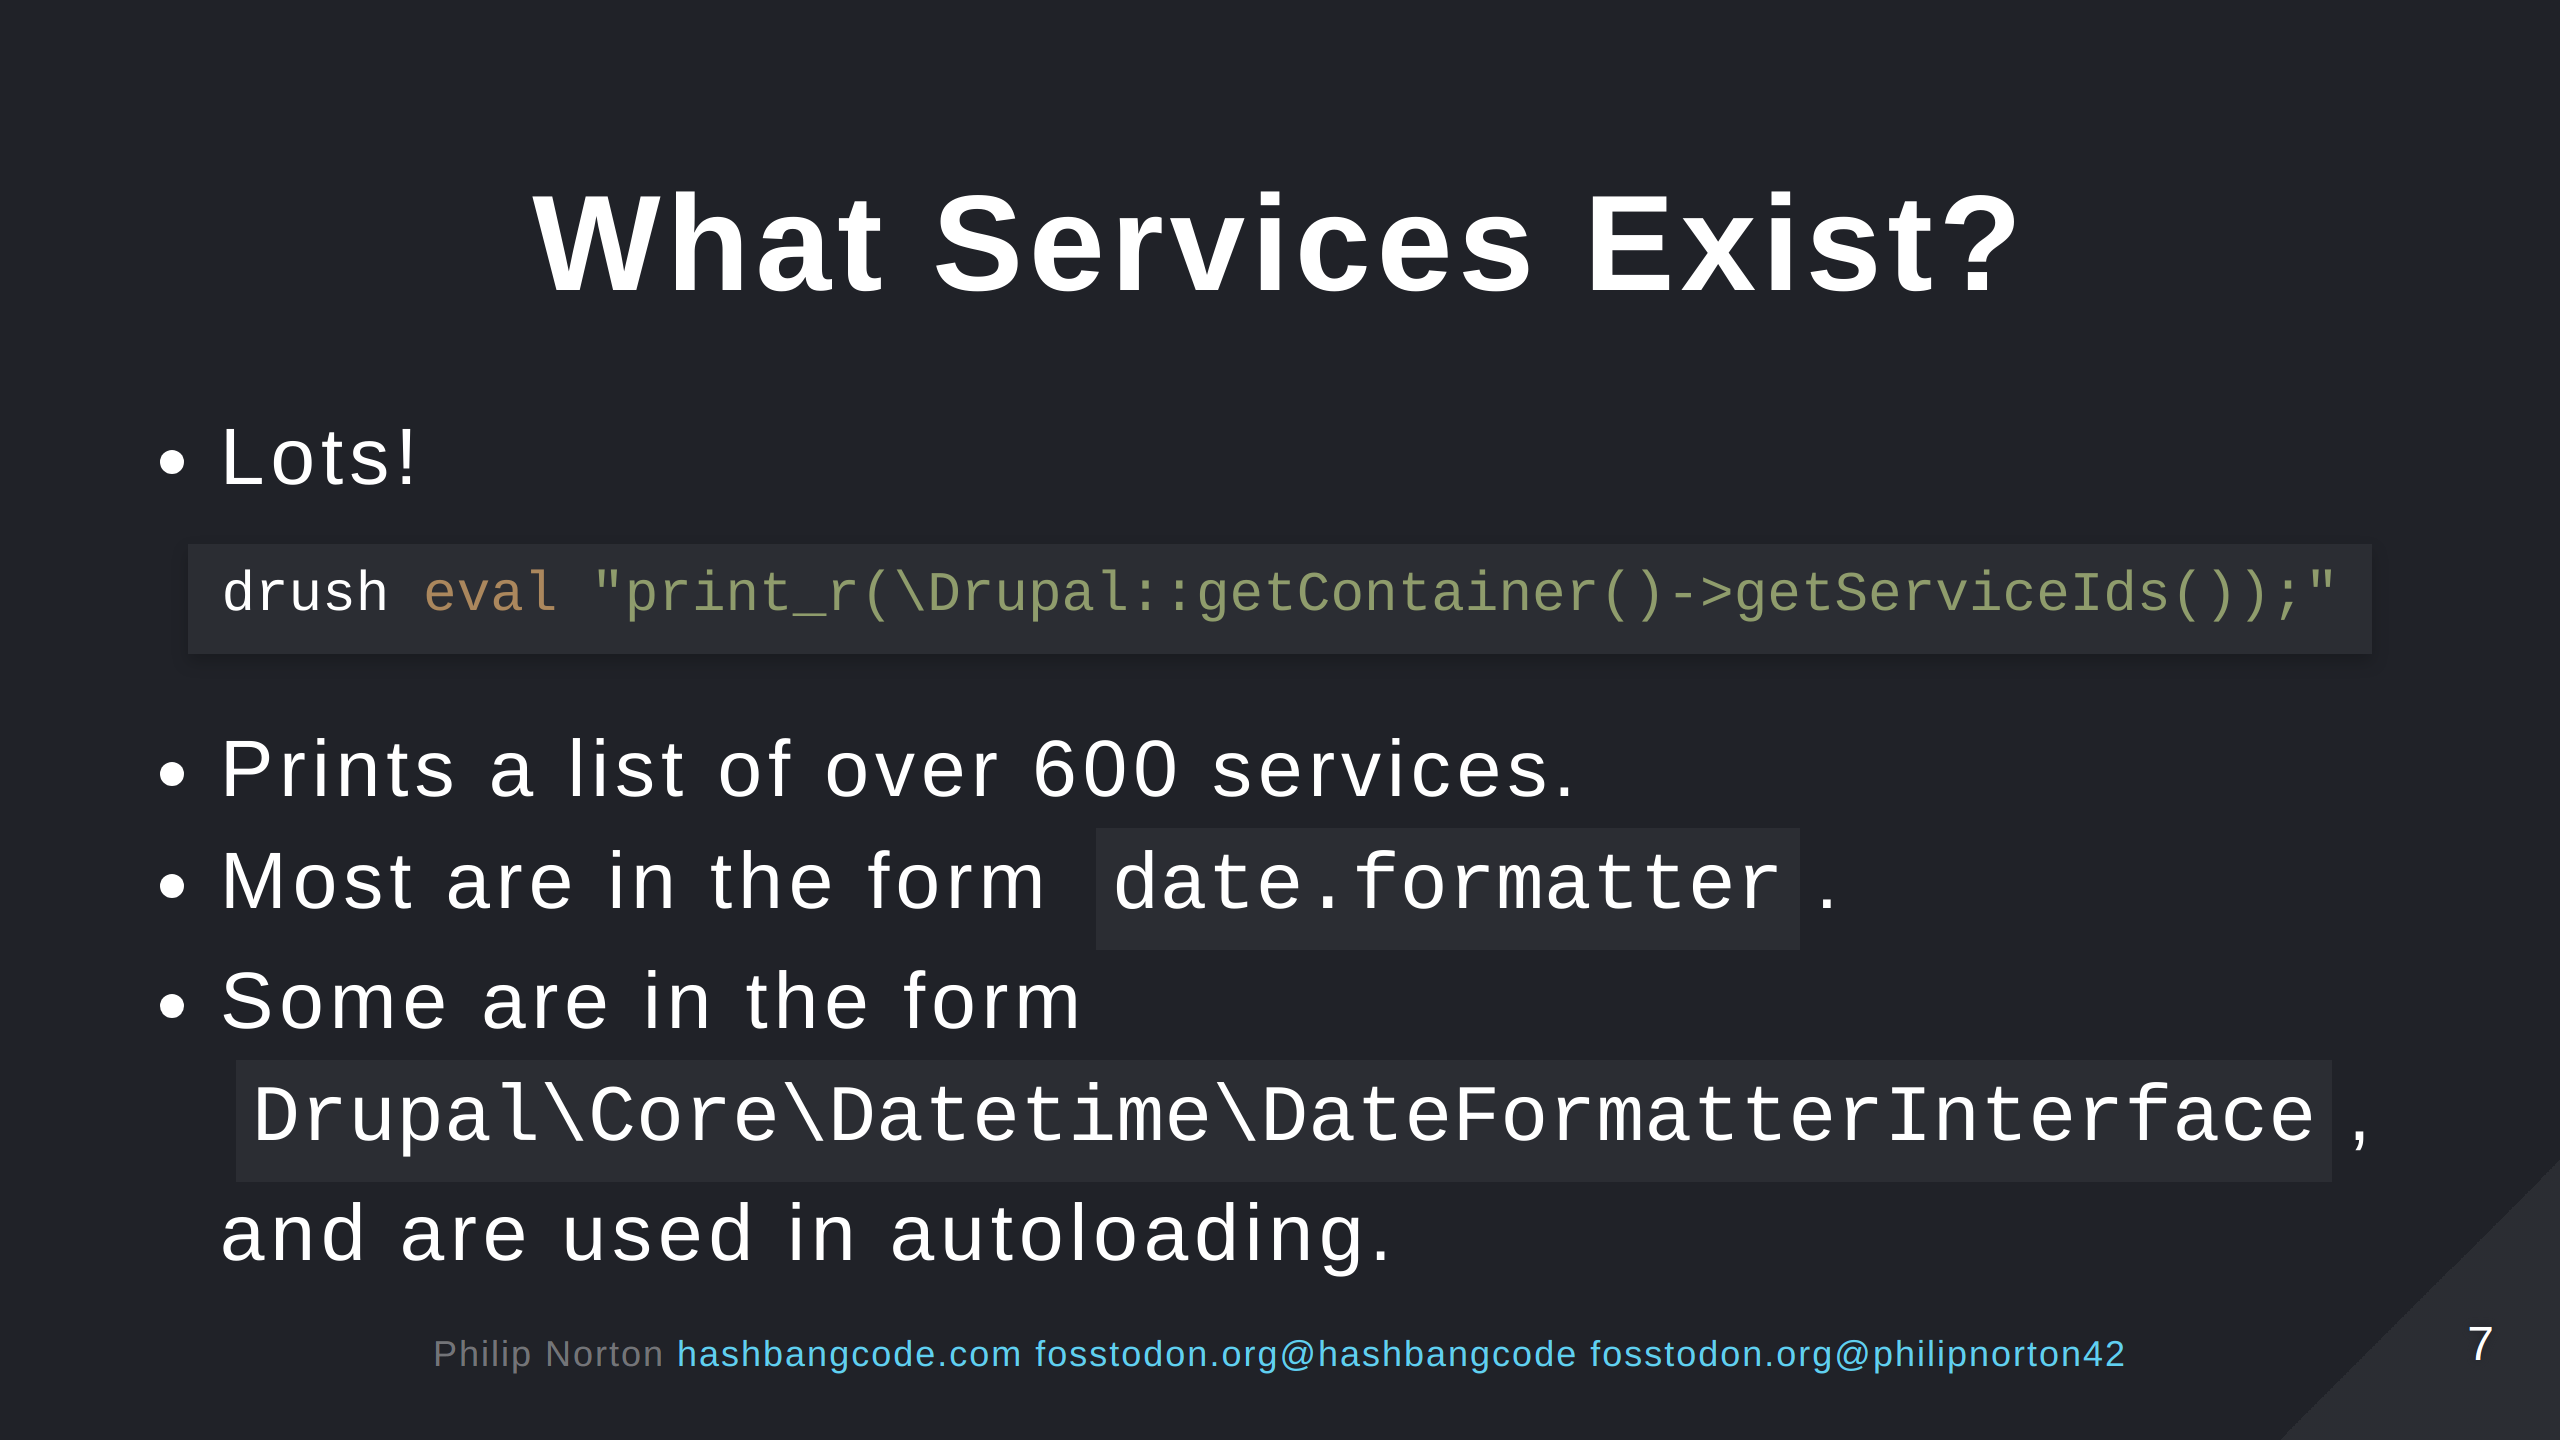 What Services Exist?
• Lots!
drush eval "print_r(\Drupal::getContainer()->getServiceIds());"
• Prints a list of over 600 services.
• Most are in the form date.formatter.
• Some are in the form
Drupal\Core\Datetime\DateFormatterInterface,
and are used in autoloading.
Philip Norton hashbangcode.com fosstodon.org@hashbangcode fosstodon.org@philipnorton42
7